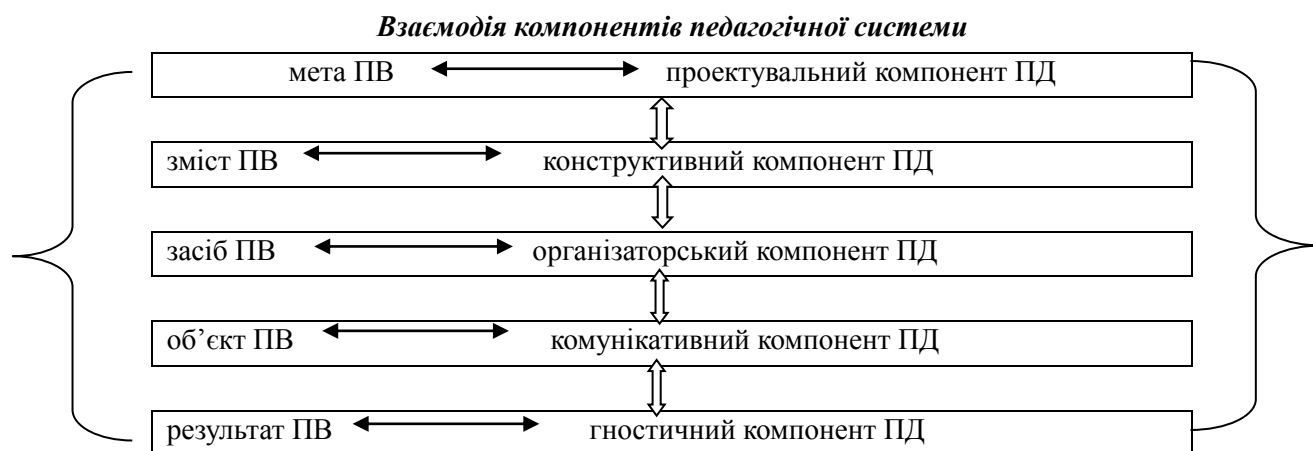 Взаємодія компонентів педагогічної системи
мета ПВ проектувальний компонент ПД
зміст ПВ конструктивний компонент ПД
засіб ПВ організаторський компонент ПД
об’єкт ПВ комунікативний компонент ПД
результат ПВ гностичний компонент ПД